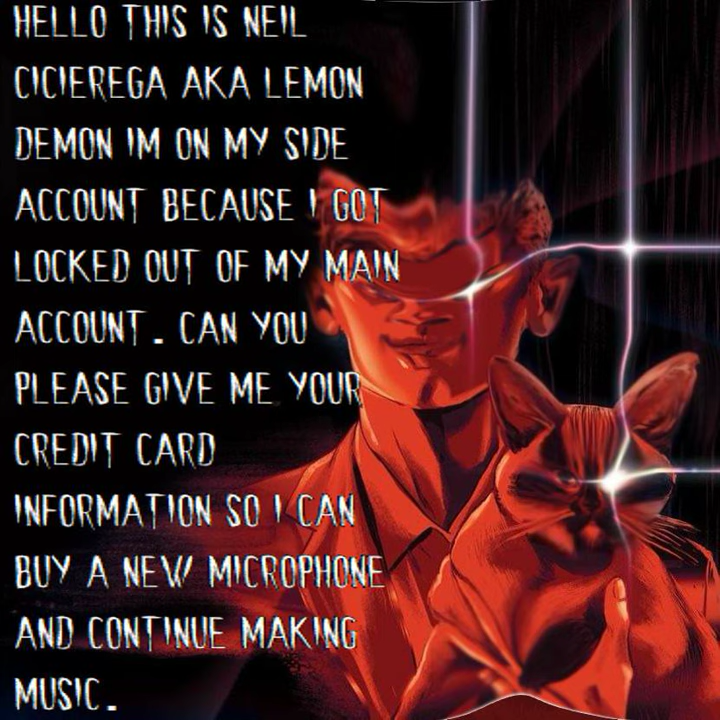 HELLO THIS IS NEIL
CICIEREGA AKA LEMON
DEMON IM ON MY SIDE
ACCOUNT BECAUSE I GOT
LOCKED OUT OF MY MAIN
ACCOUNT. CAN YOU
PLEASE GIVE ME YOUR
CREDIT CARD
INFORMATION SO I CAN
BUY A NEW MICROPHONE
AND CONTINUE MAKING
MUSIC.